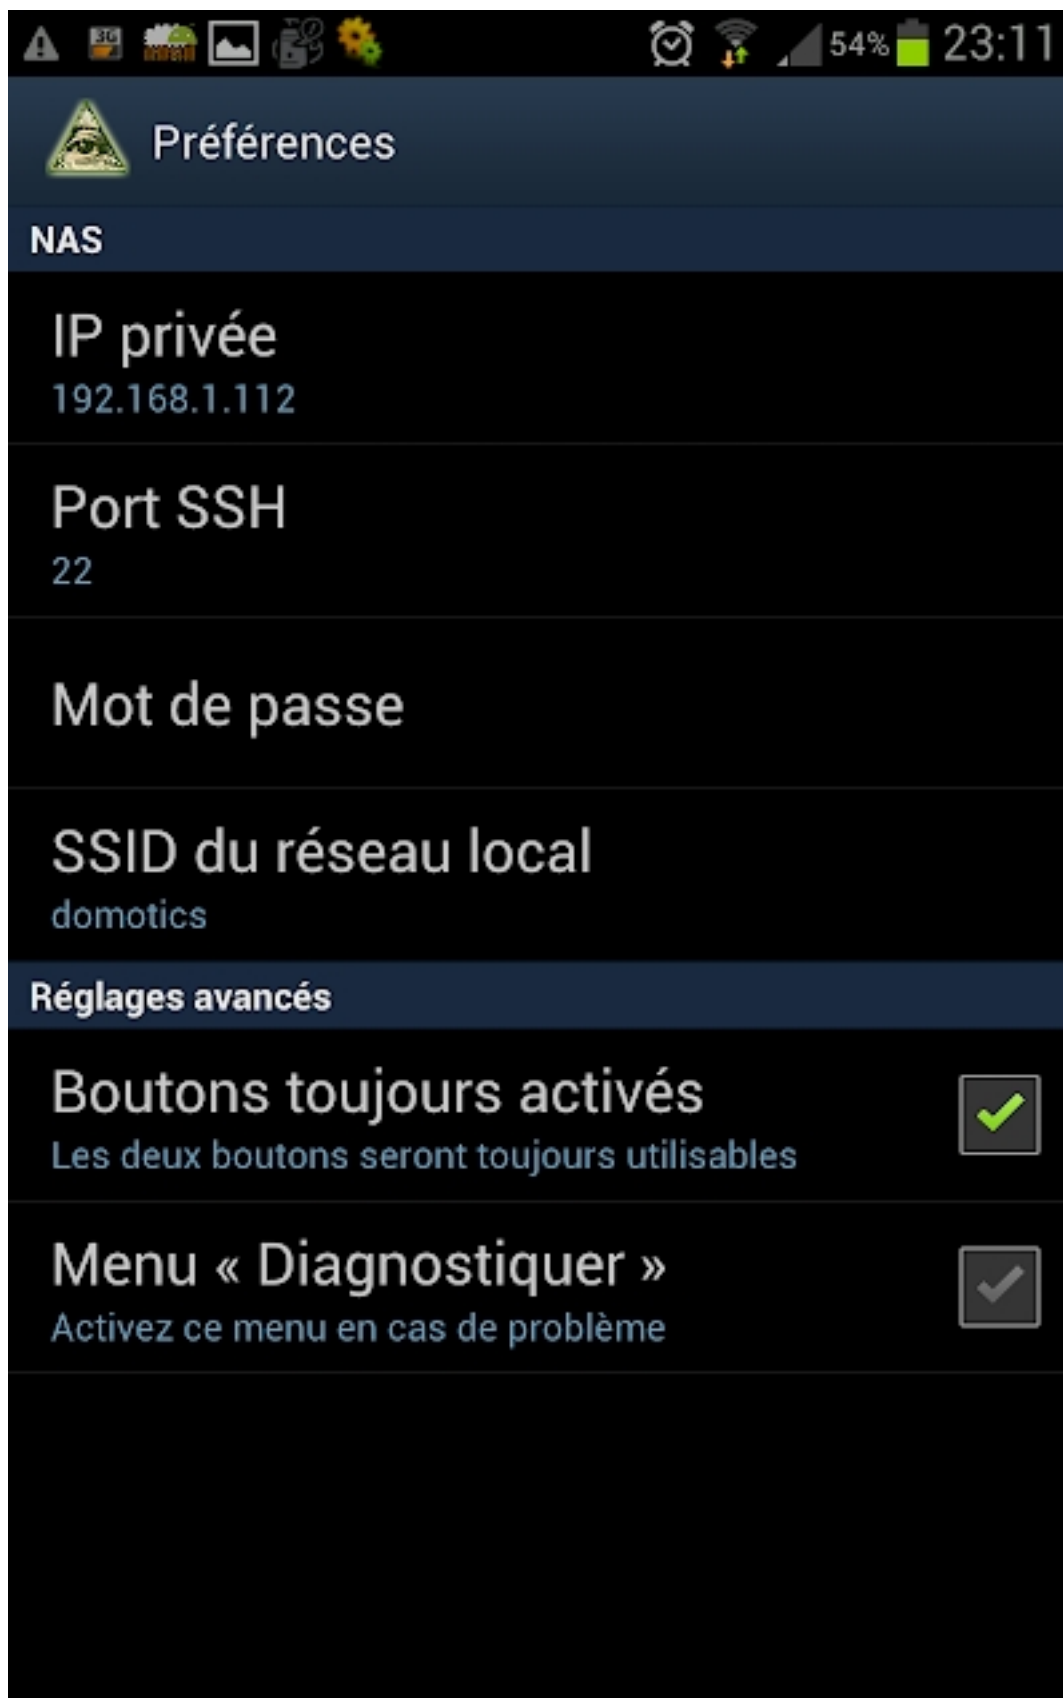 3G 54% 23:11
Préférences
NAS
IP privée
192.168.1.112
Port SSH
22
Mot de passe
SSID du réseau local
domotics
Réglages avancés
Boutons toujours activés
Les deux boutons seront toujours utilisables
Menu « Diagnostiquer »
Activez ce menu en cas de problème